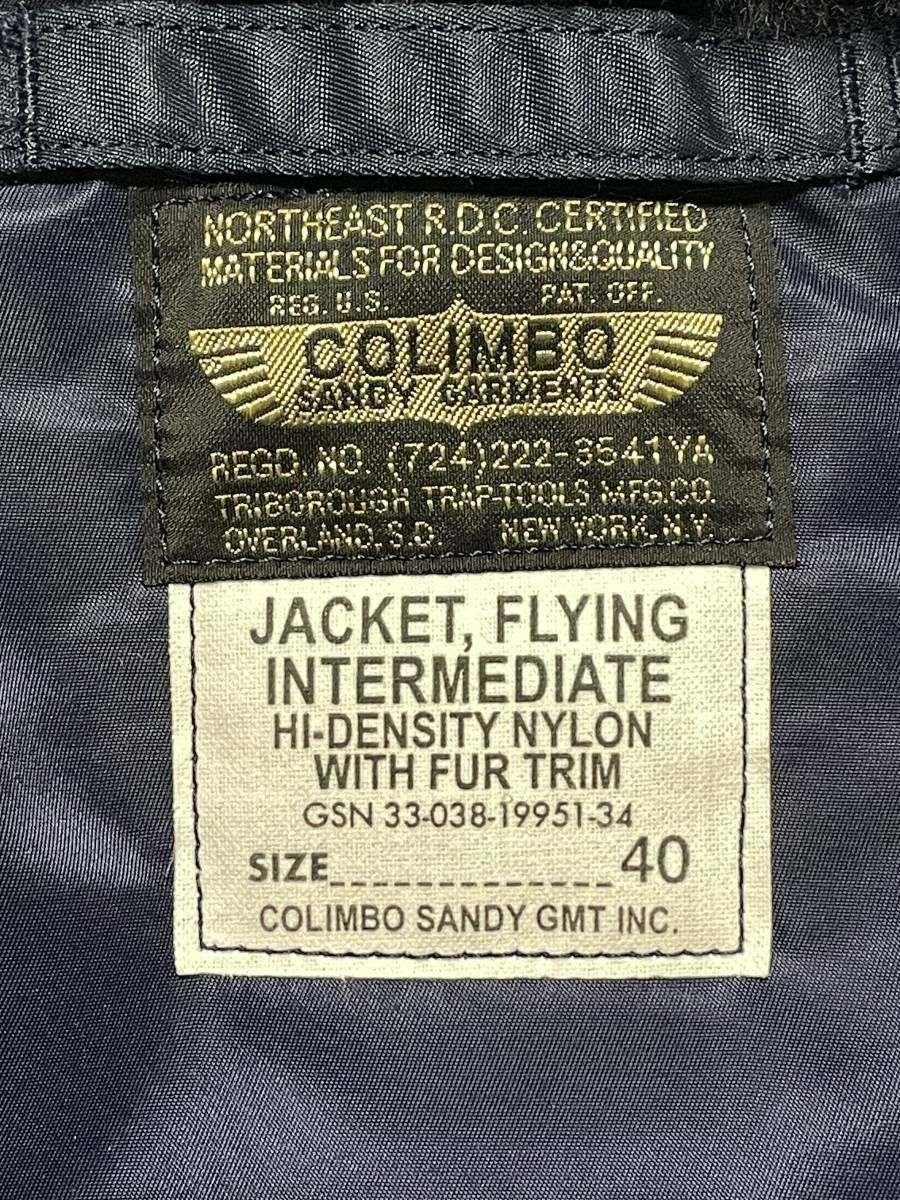 NORTHEAST R.D.C. CERTIFIED
MATERIALS FOR DESIGN&QUALITY
REG. U.S. PAT. OFF.
COLIMBO
SANDY GARMENTS
REGD. NO. (724)222-3541YA
TRIBOROUGH TRAP-TOOLS MFG.CO.
OVERLAND, S.D. NEW YORK, N.Y.
JACKET, FLYING
INTERMEDIATE
HI-DENSITY NYLON
WITH FUR TRIM
GSN 33-038-19951-34
SIZE_____________ 40
COLIMBO SANDY GMT INC.